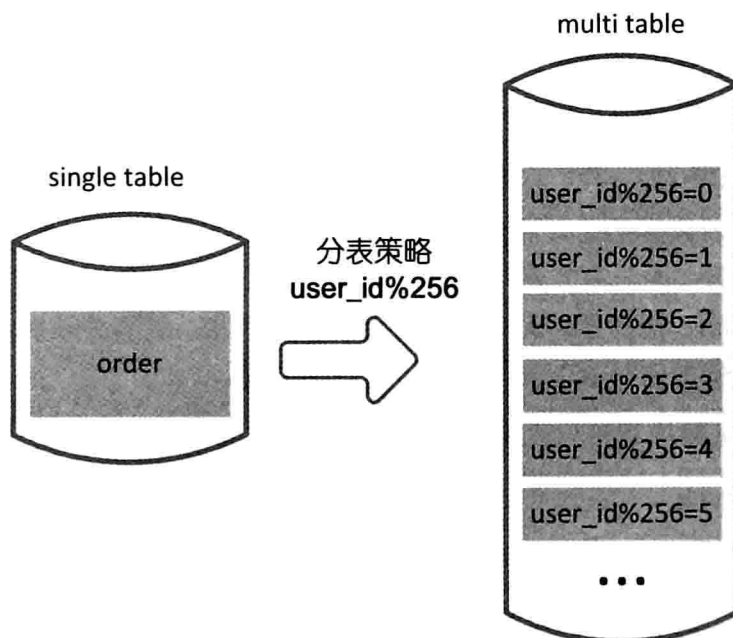 single table
order
分表策略
user_id%256
multi table
user_id%256=0
user_id%256=1
user_id%256=2
user_id%256=3
user_id%256=4
user_id%256=5
...